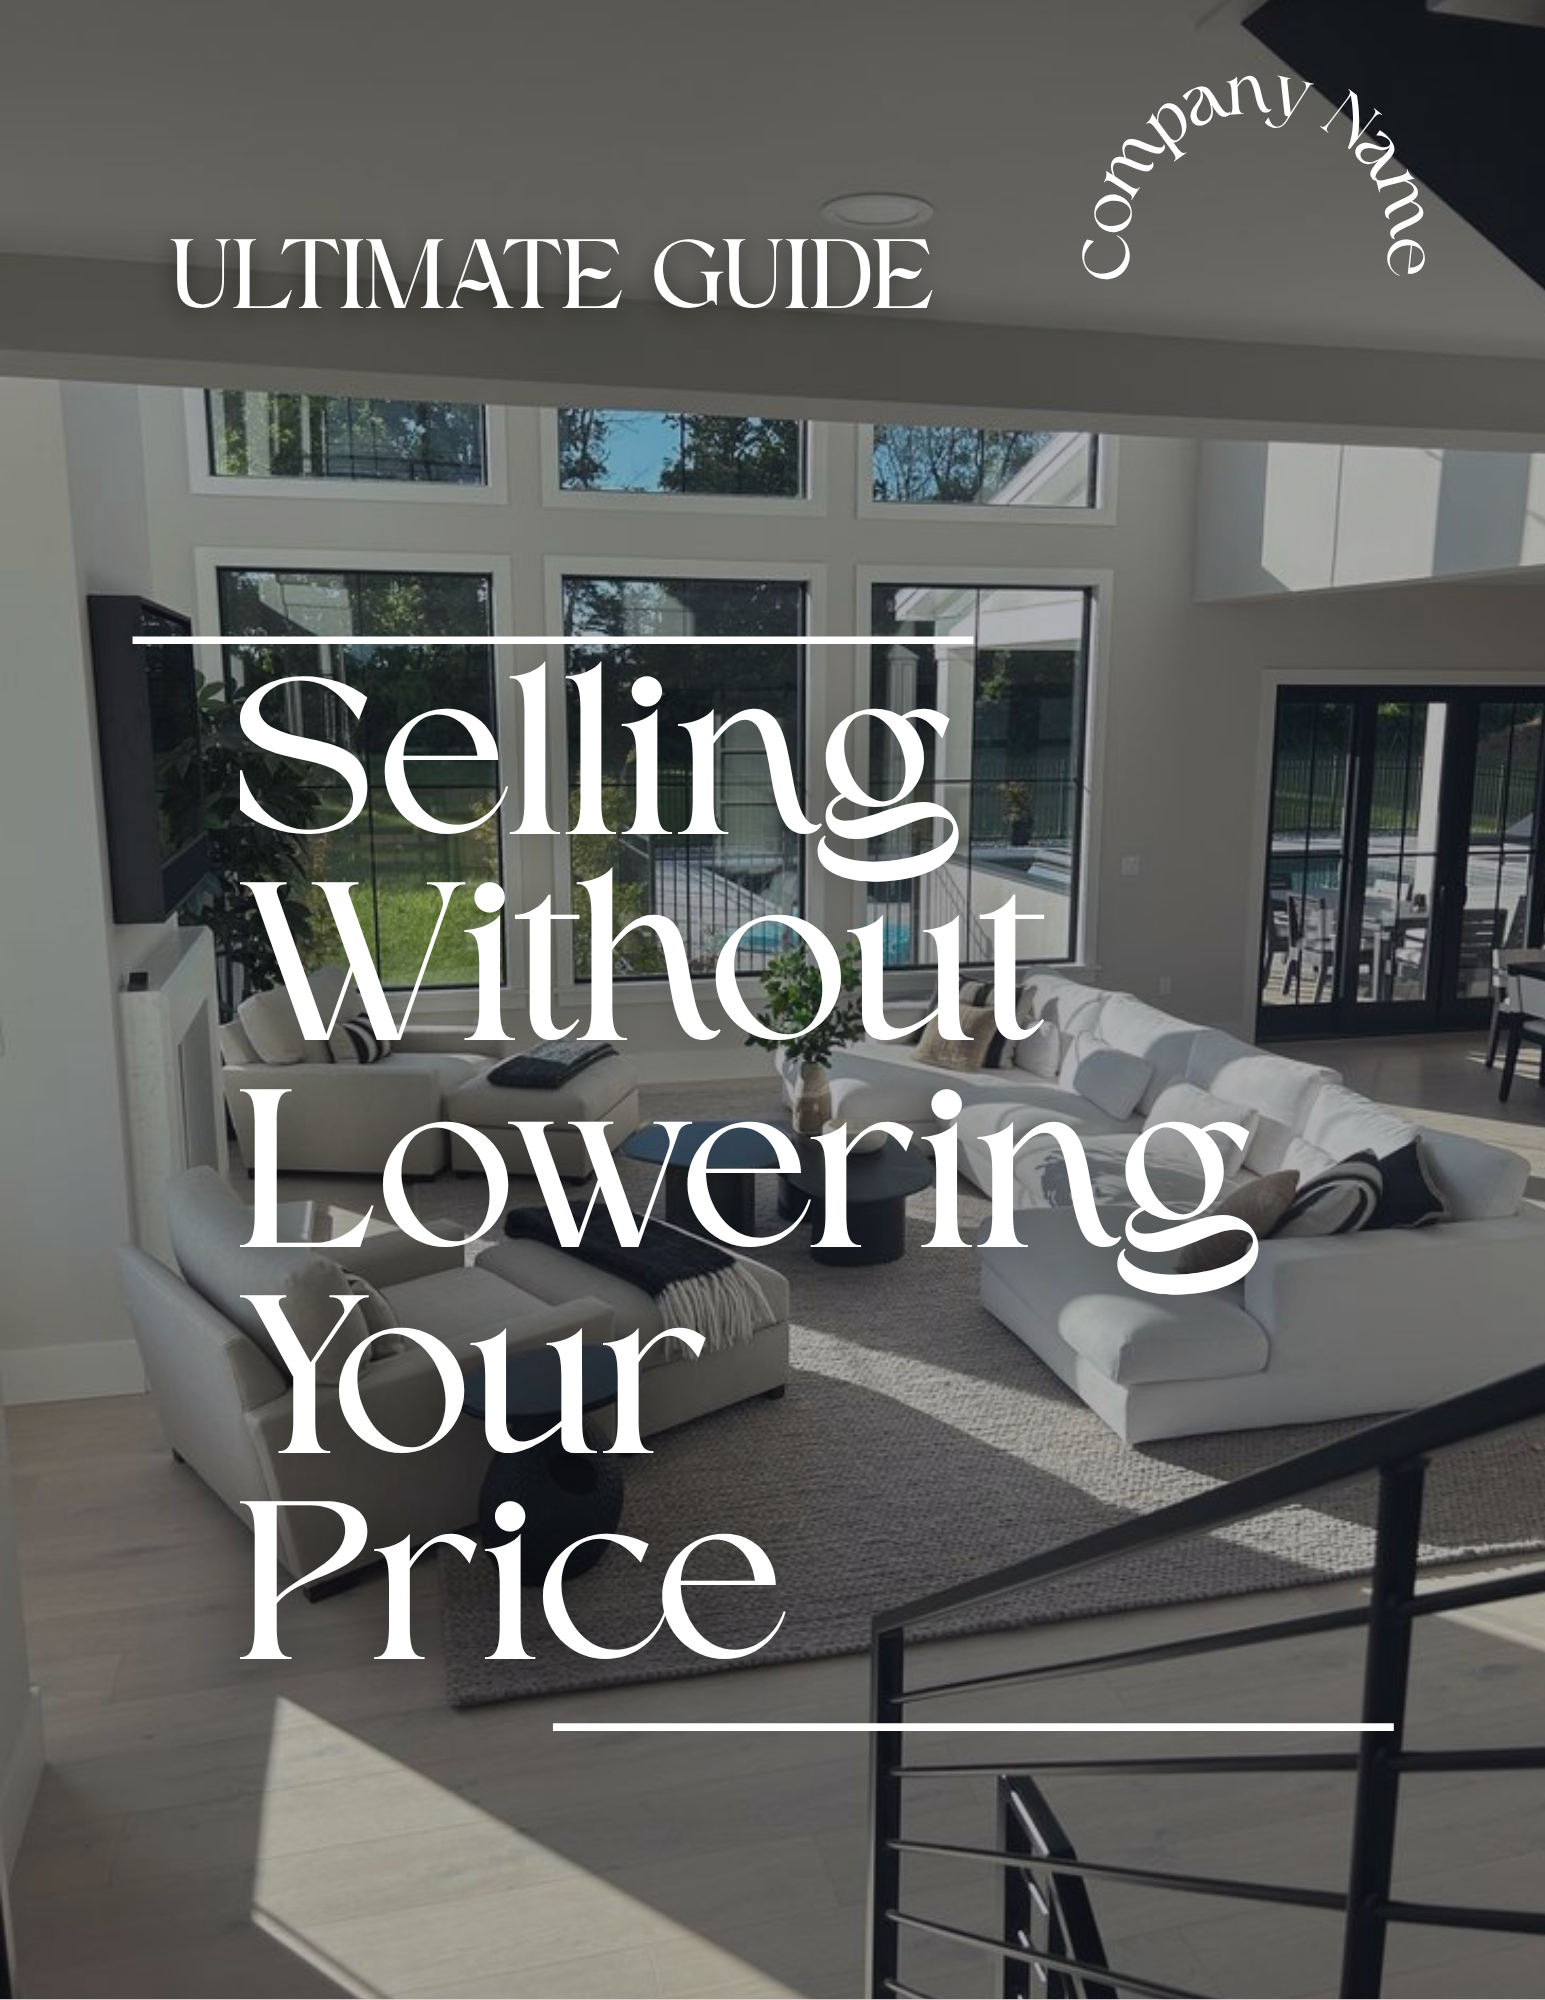 Company Name
ULTIMATE GUIDE
Selling
Without
Lowering
Your
Price